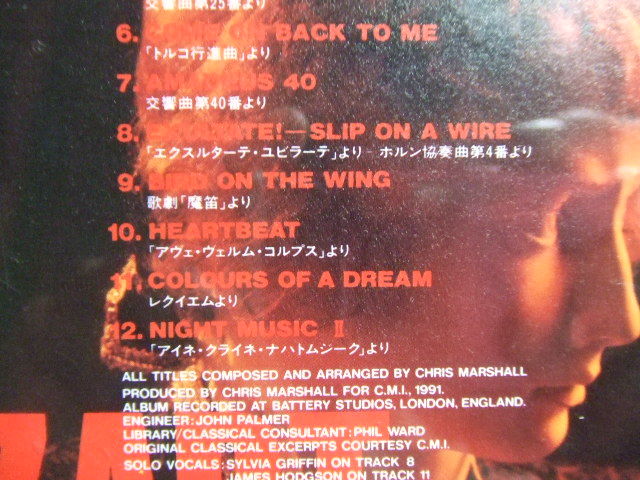 交響曲第25番より
6. BACK TO ME
「トルコ行進曲」より
7. 40
交響曲第40番より
8. —SLIP ON A WIRE
「エクスルターテ・ユビラーテ」より－ホルン協奏曲第4番より
9. BIRD ON THE WING
歌劇「魔笛」より
10. HEARTBEAT
「アヴェ・ヴェルム・コルプス」より
11. COLOURS OF A DREAM
レクイエムより
12. NIGHT MUSIC Ⅱ
「アイネ・クライネ・ナハトムジーク」より
ALL TITLES COMPOSED AND ARRANGED BY CHRIS MARSHALL
PRODUCED BY CHRIS MARSHALL FOR C.M.I., 1991.
ALBUM RECORDED AT BATTERY STUDIOS, LONDON, ENGLAND.
ENGINEER: JOHN PALMER
LIBRARY/CLASSICAL CONSULTANT: PHIL WARD
ORIGINAL CLASSICAL EXCERPTS COURTESY C.M.I.
SOLO VOCALS: SYLVIA GRIFFIN ON TRACK 8
JAMES HODGSON ON TRACK 11